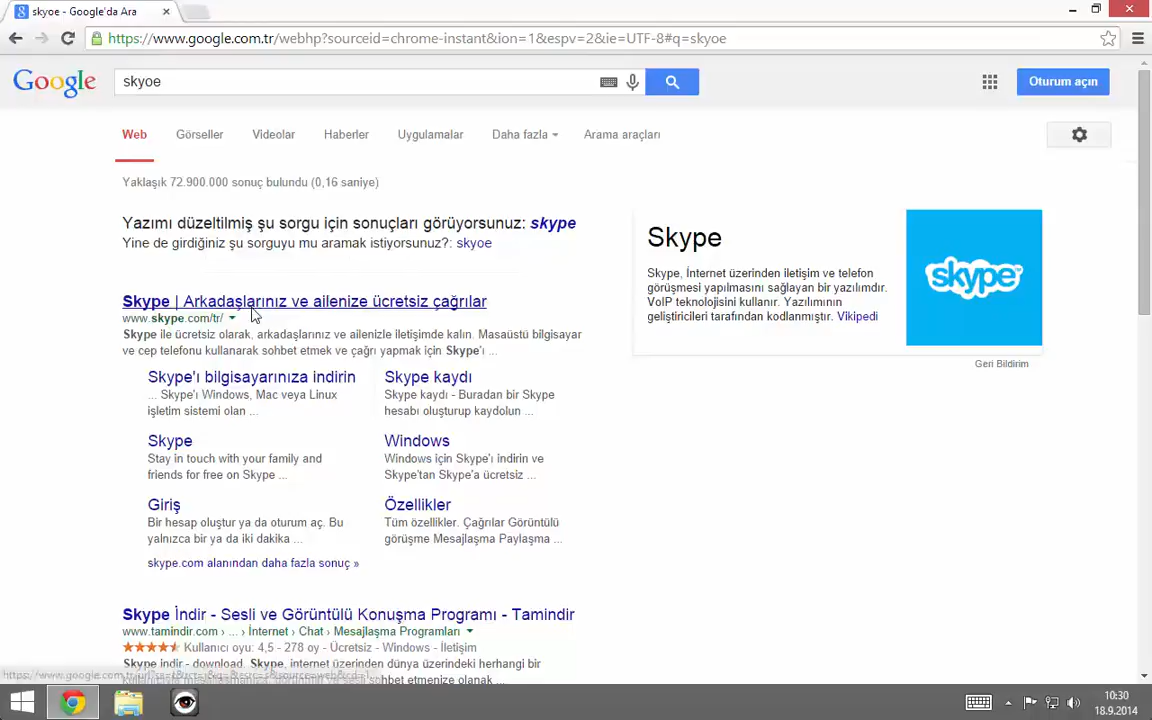 skyoe - Google'da Ara
https://www.google.com.tr/webhp?sourceid=chrome-instant&ion=1&espv=2&ie=UTF-8#q=skyoe
Google
skyoe
Oturum açın
Web Görseller Videolar Haberler Uygulamalar Daha fazla Arama araçları
Yaklaşık 72.900.000 sonuç bulundu (0,16 saniye)
Yazımı düzeltilmiş şu sorgu için sonuçları görüyorsunuz: skype
Yine de girdiğiniz şu sorguyu mu aramak istiyorsunuz?: skyoe
Skype | Arkadaşlarınız ve ailenize ücretsiz çağrılar
www.skype.com/tr/
Skype ile ücretsiz olarak, arkadaşlarınız ve ailenizle iletişimde kalın. Masaüstü bilgisayar
ve cep telefonu kullanarak sohbet etmek ve çağrı yapmak için Skype'ı ...
Skype'ı bilgisayarınıza indirin
... Skype'ı Windows, Mac veya Linux
işletim sistemi olan ...
Skype kaydı
Skype kaydı - Buradan bir Skype
hesabı oluşturup kaydolun ...
Skype
Stay in touch with your family and
friends for free on Skype ...
Windows
Windows için Skype'ı indirin ve
Skype'tan Skype'a ücretsiz ...
Giriş
Bir hesap oluştur ya da oturum aç. Bu
yalnızca bir ya da iki dakika ...
Özellikler
Tüm özellikler. Çağrılar Görüntülü
görüşme Mesajlaşma Paylaşma ...
skype.com alanından daha fazla sonuç »
Skype İndir - Sesli ve Görüntülü Konuşma Programı - Tamindir
www.tamindir.com › ... › İnternet › Chat › Mesajlaşma Programları
Kullanıcı oyu: 4,5 - 278 oy - Ücretsiz - Windows - İletişim
Skype indir - download. Skype, internet üzerinden dünya üzerindeki herhangi bir
sohbet etmenize olanak ...
Skype
Skype, İnternet üzerinden iletişim ve telefon
görüşmesi yapılmasını sağlayan bir yazılımdır.
VoIP teknolojisini kullanır. Yazılımının
geliştiricileri tarafından kodlanmıştır. Vikipedi
skype
Geri Bildirim
10:30
18.9.2014